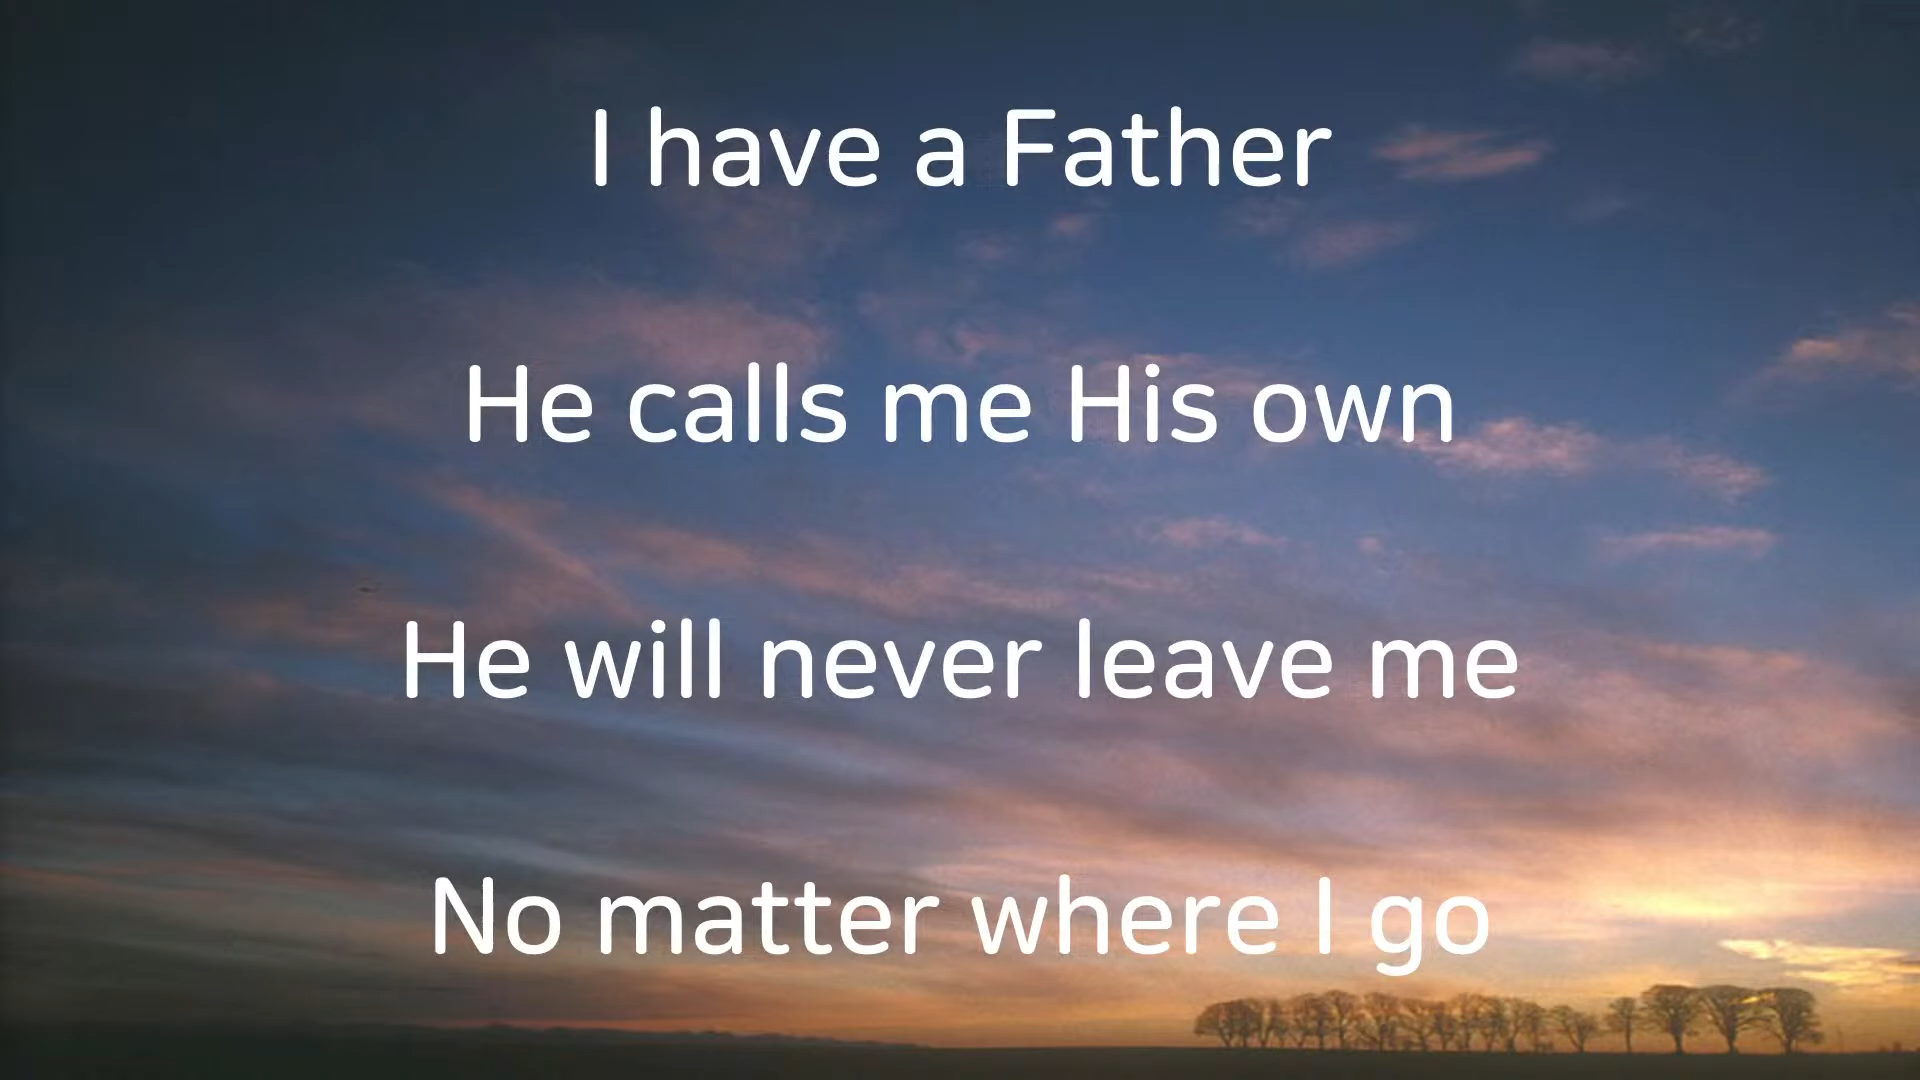 I have a Father
He calls me His own
He will never leave me
No matter where I go